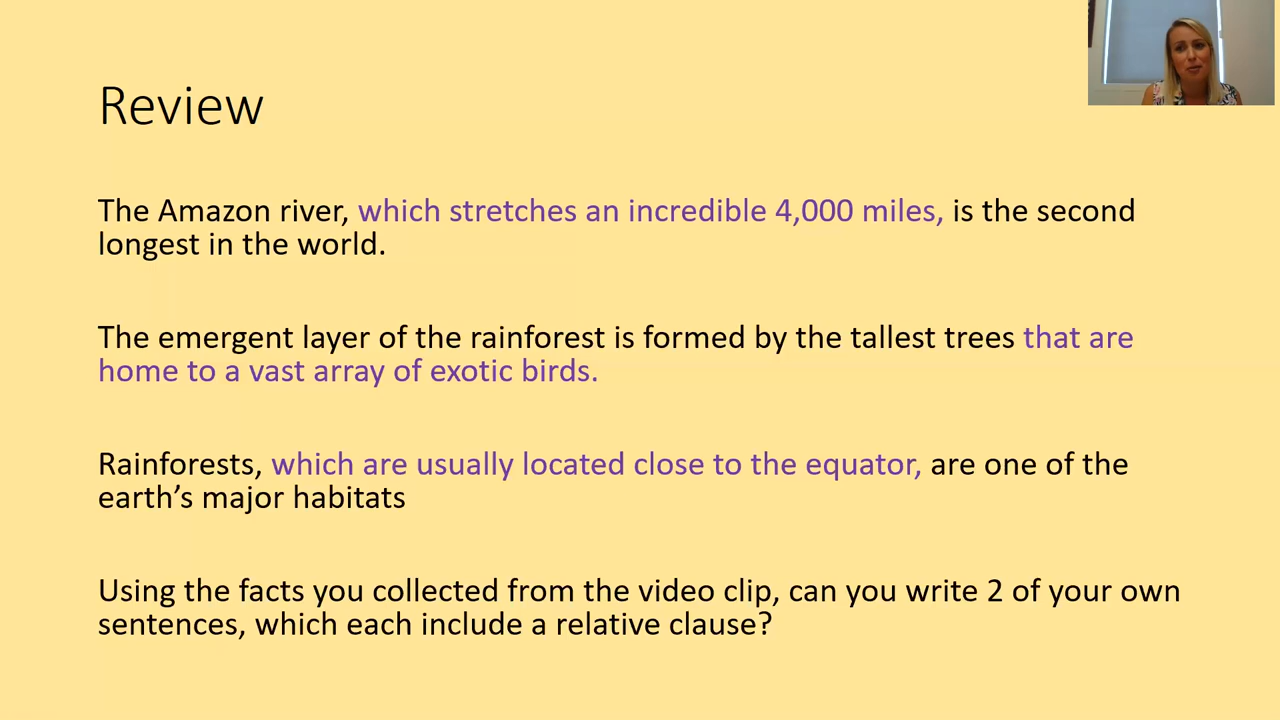 Review
The Amazon river, which stretches an incredible 4,000 miles, is the second
longest in the world.
The emergent layer of the rainforest is formed by the tallest trees that are
home to a vast array of exotic birds.
Rainforests, which are usually located close to the equator, are one of the
earth’s major habitats
Using the facts you collected from the video clip, can you write 2 of your own
sentences, which each include a relative clause?